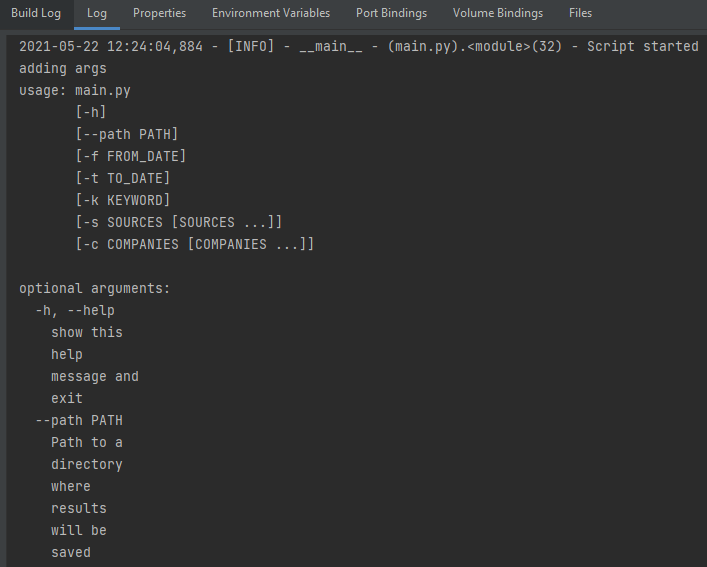 Build Log Log Properties Environment Variables Port Bindings Volume Bindings Files
2021-05-22 12:24:04,884 - [INFO] - __main__ - (main.py).<module>(32) - Script started
adding args
usage: main.py
       [-h]
       [--path PATH]
       [-f FROM_DATE]
       [-t TO_DATE]
       [-k KEYWORD]
       [-s SOURCES [SOURCES ...]]
       [-c COMPANIES [COMPANIES ...]]

optional arguments:
  -h, --help
    show this
    help
    message and
    exit
  --path PATH
    Path to a
    directory
    where
    results
    will be
    saved